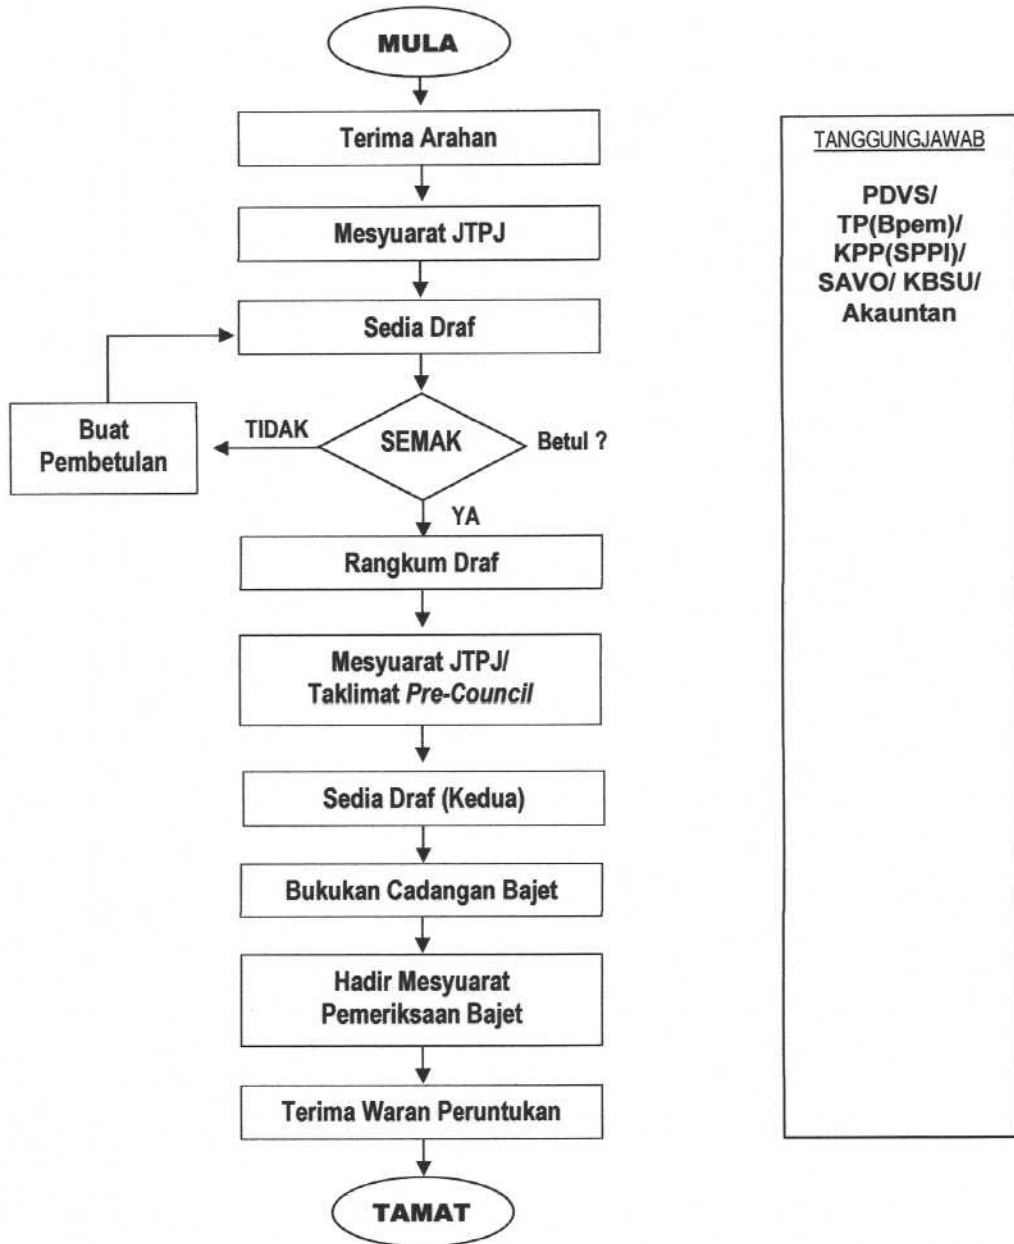 MULA
Terima Arahan
Mesyuarat JTPJ
Sedia Draf
Buat
Pembetulan
TIDAK
SEMAK
Betul ?
YA
Rangkum Draf
Mesyuarat JTPJ/
Taklimat Pre-Council
Sedia Draf (Kedua)
Bukukan Cadangan Bajet
Hadir Mesyuarat
Pemeriksaan Bajet
Terima Waran Peruntukan
TAMAT
TANGGUNGJAWAB
PDVS/
TP(Bpem)/
KPP(SPPI)/
SAVO/ KBSU/
Akauntan